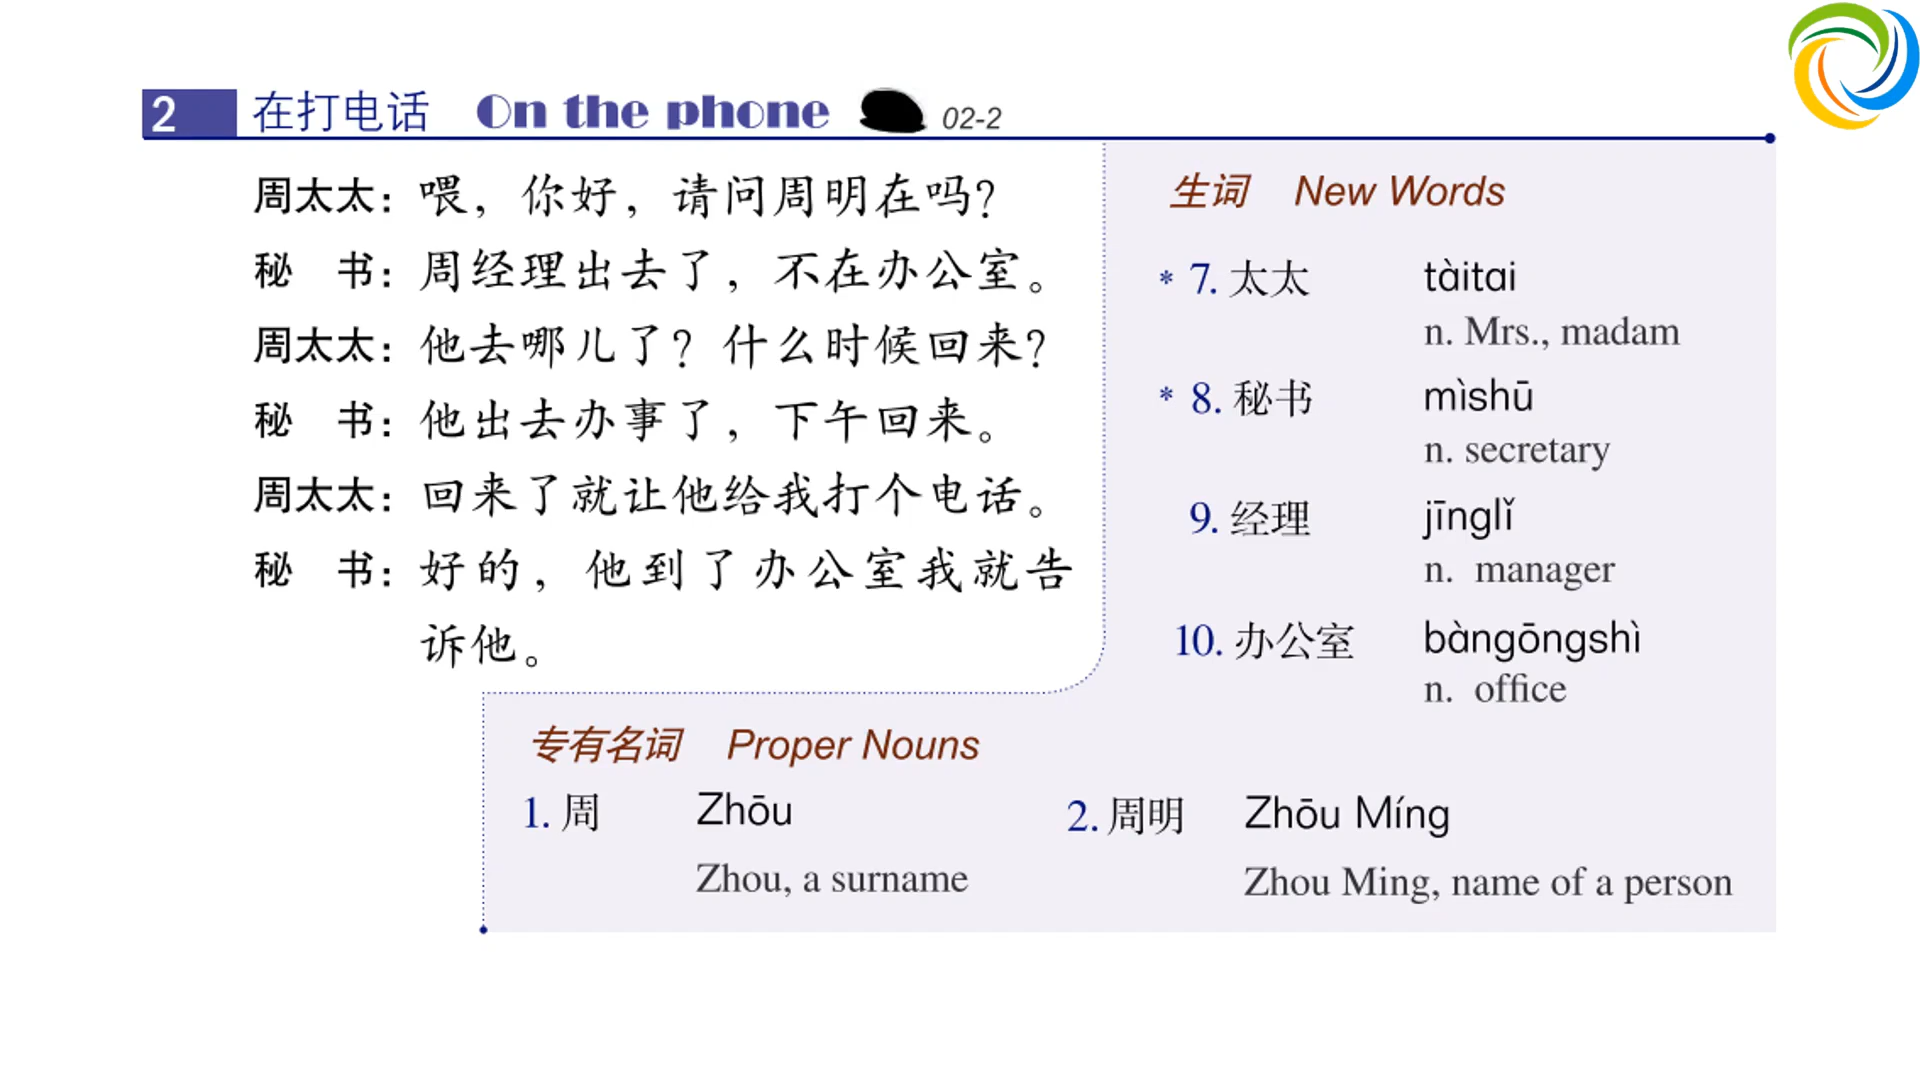 2 在打电话 On the phone 02-2
周太太：喂，你好，请问周明在吗？
秘 书：周经理出去了，不在办公室。
周太太：他去哪儿了？什么时候回来？
秘 书：他出去办事了，下午回来。
周太太：回来了就让他给我打个电话。
秘 书：好的，他到了办公室我就告
诉他。
生词 New Words
* 7. 太太 tàitai
n. Mrs., madam
* 8. 秘书 mìshū
n. secretary
9. 经理 jīnglǐ
n. manager
10. 办公室 bàngōngshì
n. office
专有名词 Proper Nouns
1. 周 Zhōu
Zhou, a surname
2. 周明 Zhōu Míng
Zhou Ming, name of a person